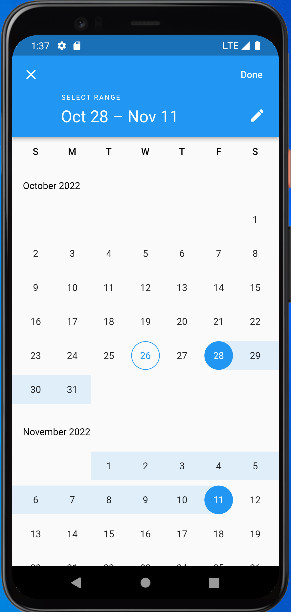 1:37 LTE
Done
SELECT RANGE
Oct 28 – Nov 11
S M T W T F S
October 2022
1
2 3 4 5 6 7 8
9 10 11 12 13 14 15
16 17 18 19 20 21 22
23 24 25 26 27 28 29
30 31
November 2022
1 2 3 4 5
6 7 8 9 10 11 12
13 14 15 16 17 18 19